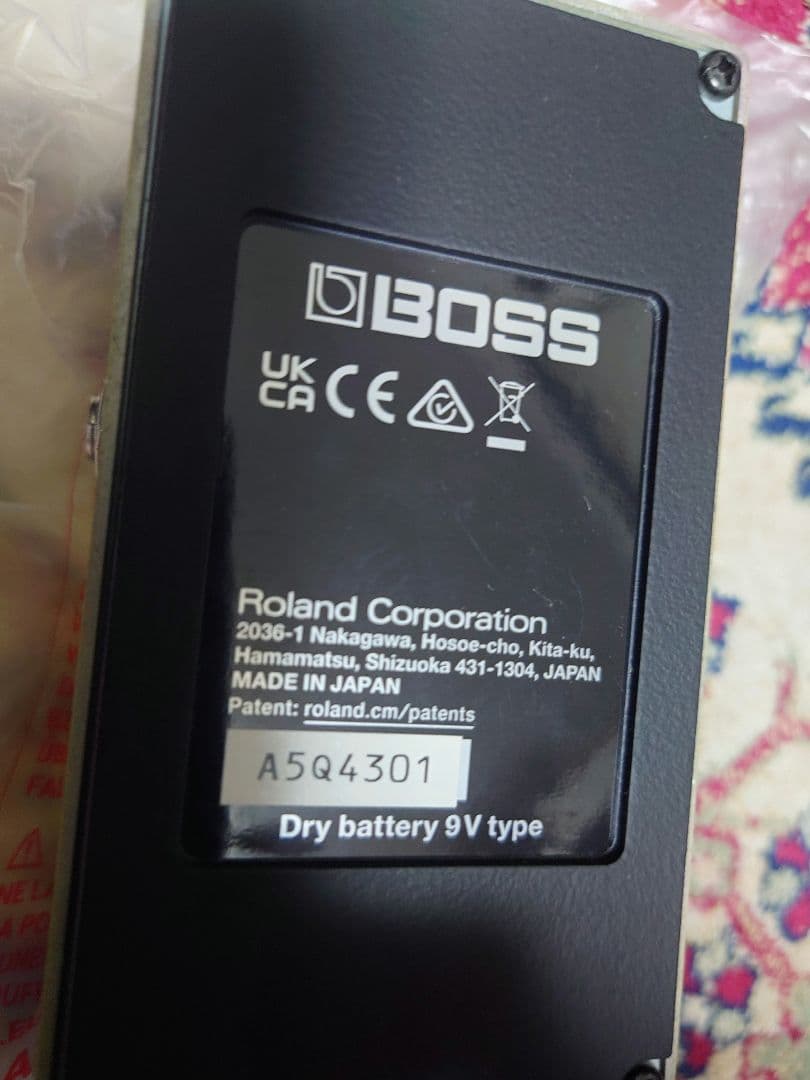 BOSS
UK
CA CE
Roland Corporation
2036-1 Nakagawa, Hosoe-cho, Kita-ku,
Hamamatsu, Shizuoka 431-1304, JAPAN
MADE IN JAPAN
Patent: roland.cm/patents
A5Q4301
Dry battery 9V type